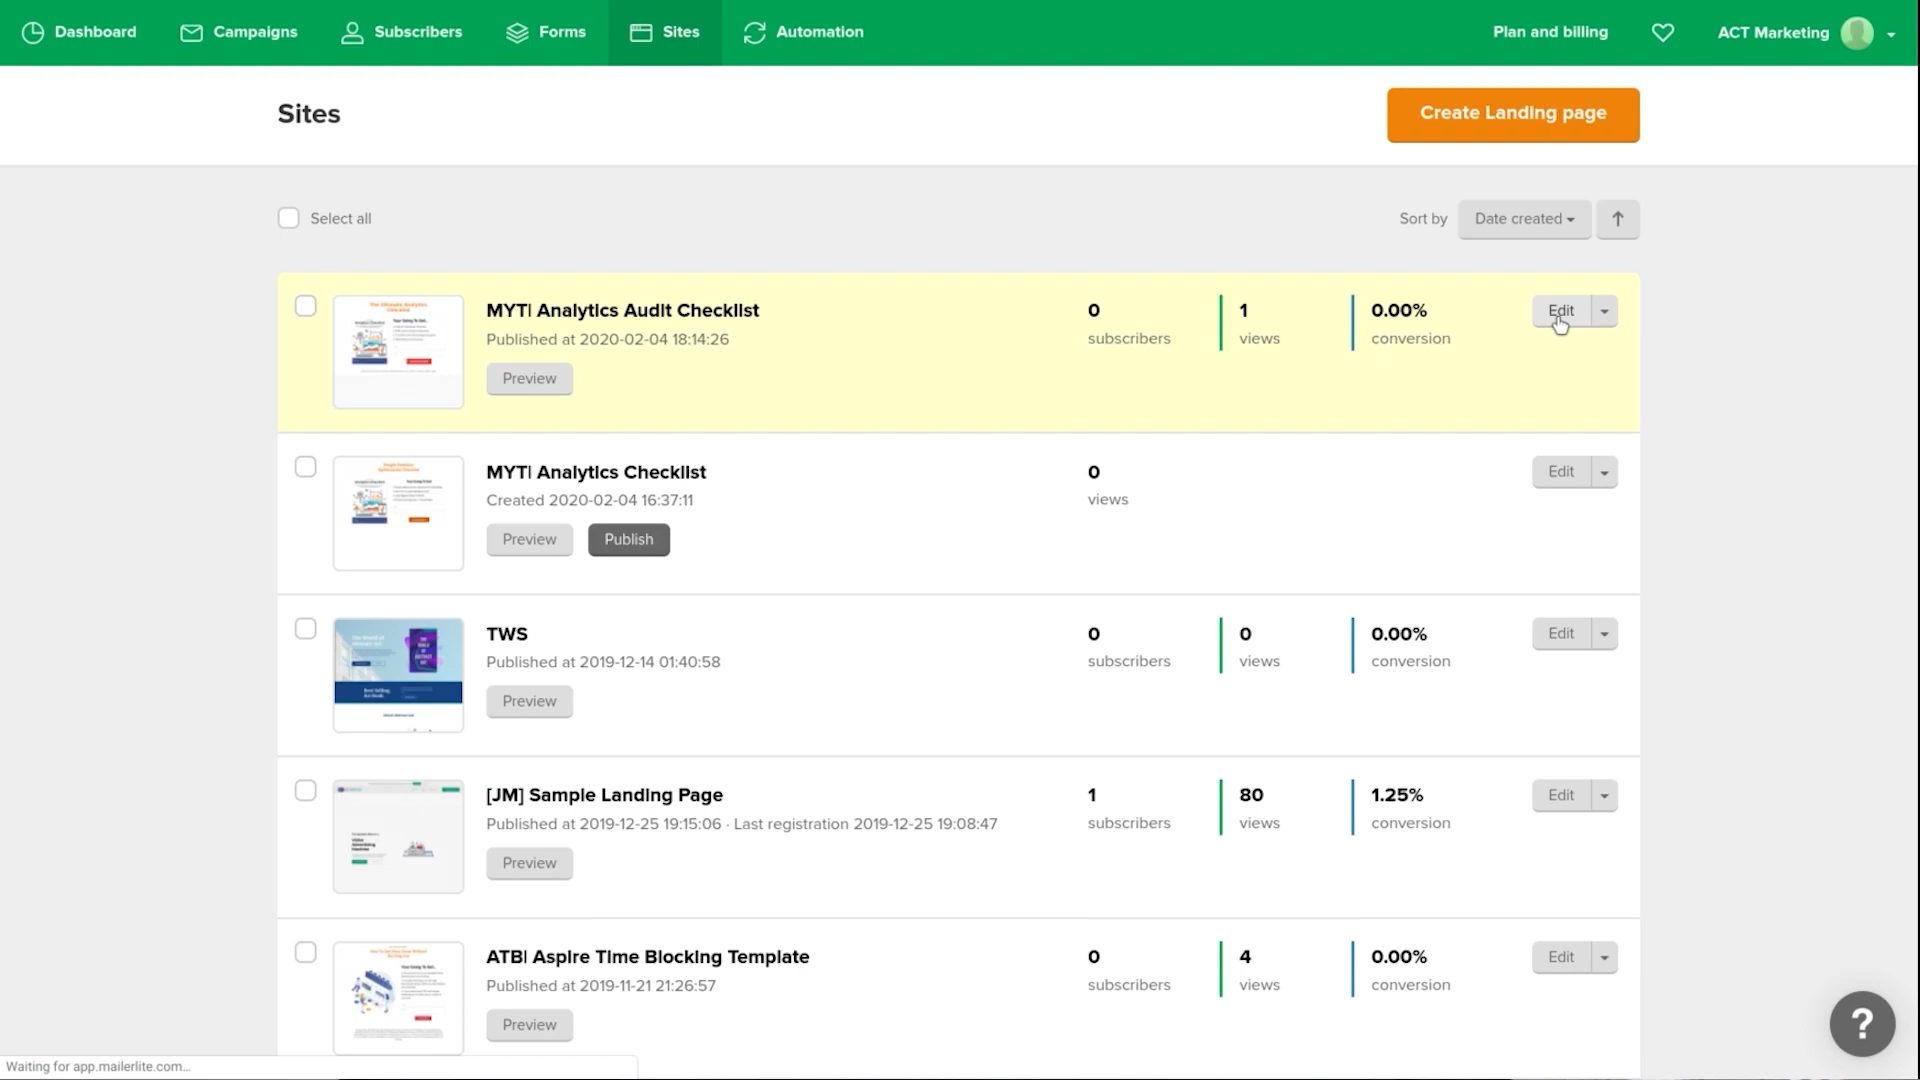 Dashboard
Campaigns
Subscribers
Forms
Sites
Automation
Plan and billing
ACT Marketing
Sites
Create Landing page
Select all
Sort by
Date created
MYT| Analytics Audit Checklist
0
1
0.00%
Edit
Published at 2020-02-04 18:14:26
subscribers
views
conversion
Preview
MYT| Analytics Checklist
0
Edit
Created 2020-02-04 16:37:11
views
Preview
Publish
TWS
0
0
0.00%
Edit
Published at 2019-12-14 01:40:58
subscribers
views
conversion
Preview
[JM] Sample Landing Page
1
80
1.25%
Edit
Published at 2019-12-25 19:15:06 · Last registration 2019-12-25 19:08:47
subscribers
views
conversion
Preview
ATB| Aspire Time Blocking Template
0
4
0.00%
Edit
Published at 2019-11-21 21:26:57
subscribers
views
conversion
Preview
?
Waiting for app.mailerlite.com...